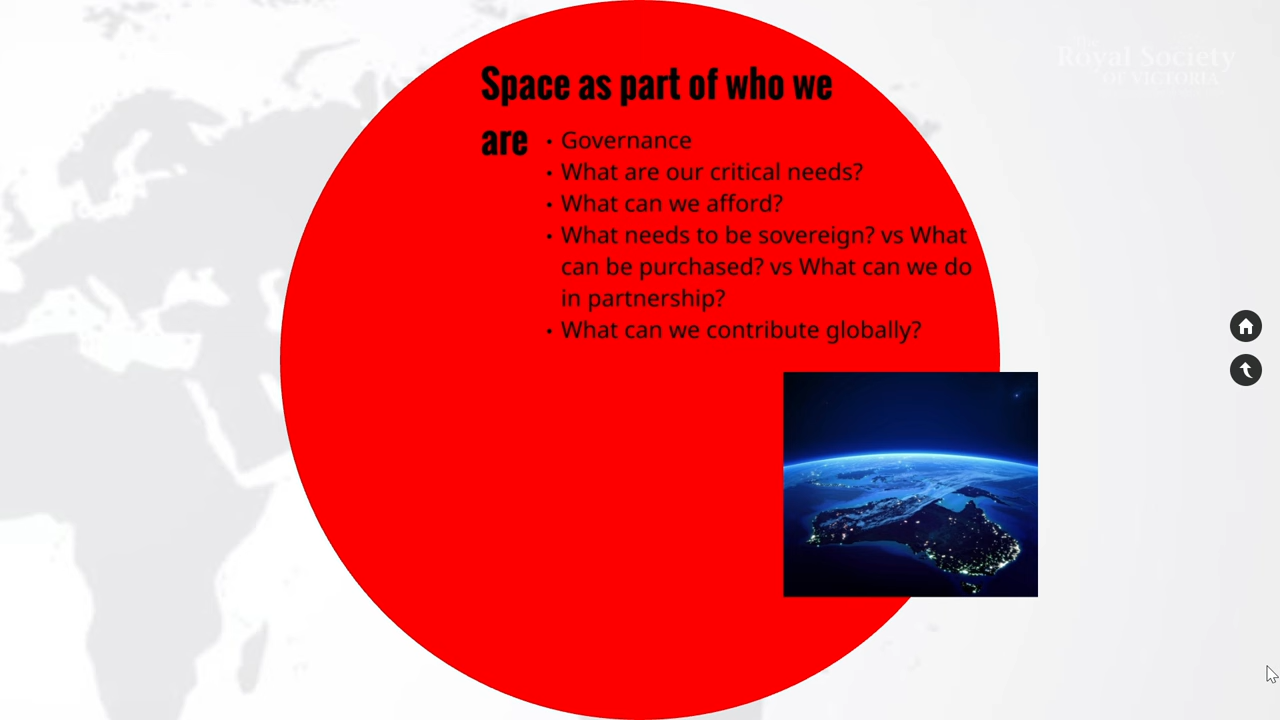 The
Royal Society
OF VICTORIA
Space as part of who we
are
• Governance
• What are our critical needs?
• What can we afford?
• What needs to be sovereign? vs What
can be purchased? vs What can we do
in partnership?
• What can we contribute globally?